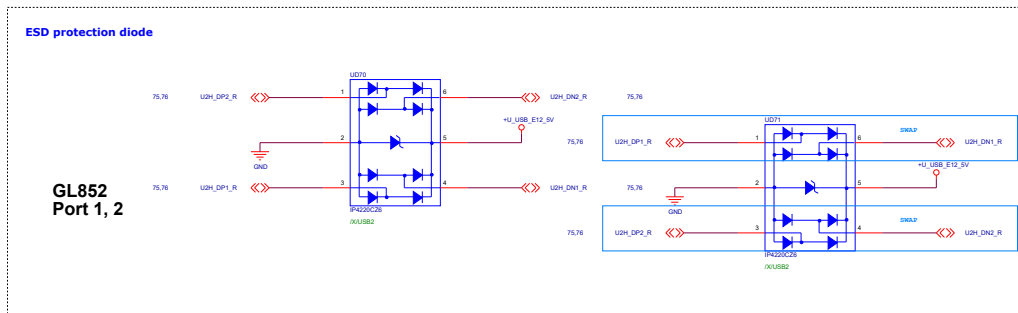 ESD protection diode
UD70
75,76 U2H_DP2_R 1 6 U2H_DN2_R 75,76
+U_USB_E12_5V
2 5
GND
75,76 U2H_DP1_R 3 4 U2H_DN1_R 75,76
IP4220CZ6
/X/USB2
GL852
Port 1, 2
UD71
SWAP
75,76 U2H_DP1_R 1 6 U2H_DN1_R
+U_USB_E12_5V
2 5
GND
SWAP
75,76 U2H_DP2_R 3 4 U2H_DN2_R
IP4220CZ6
/X/USB2